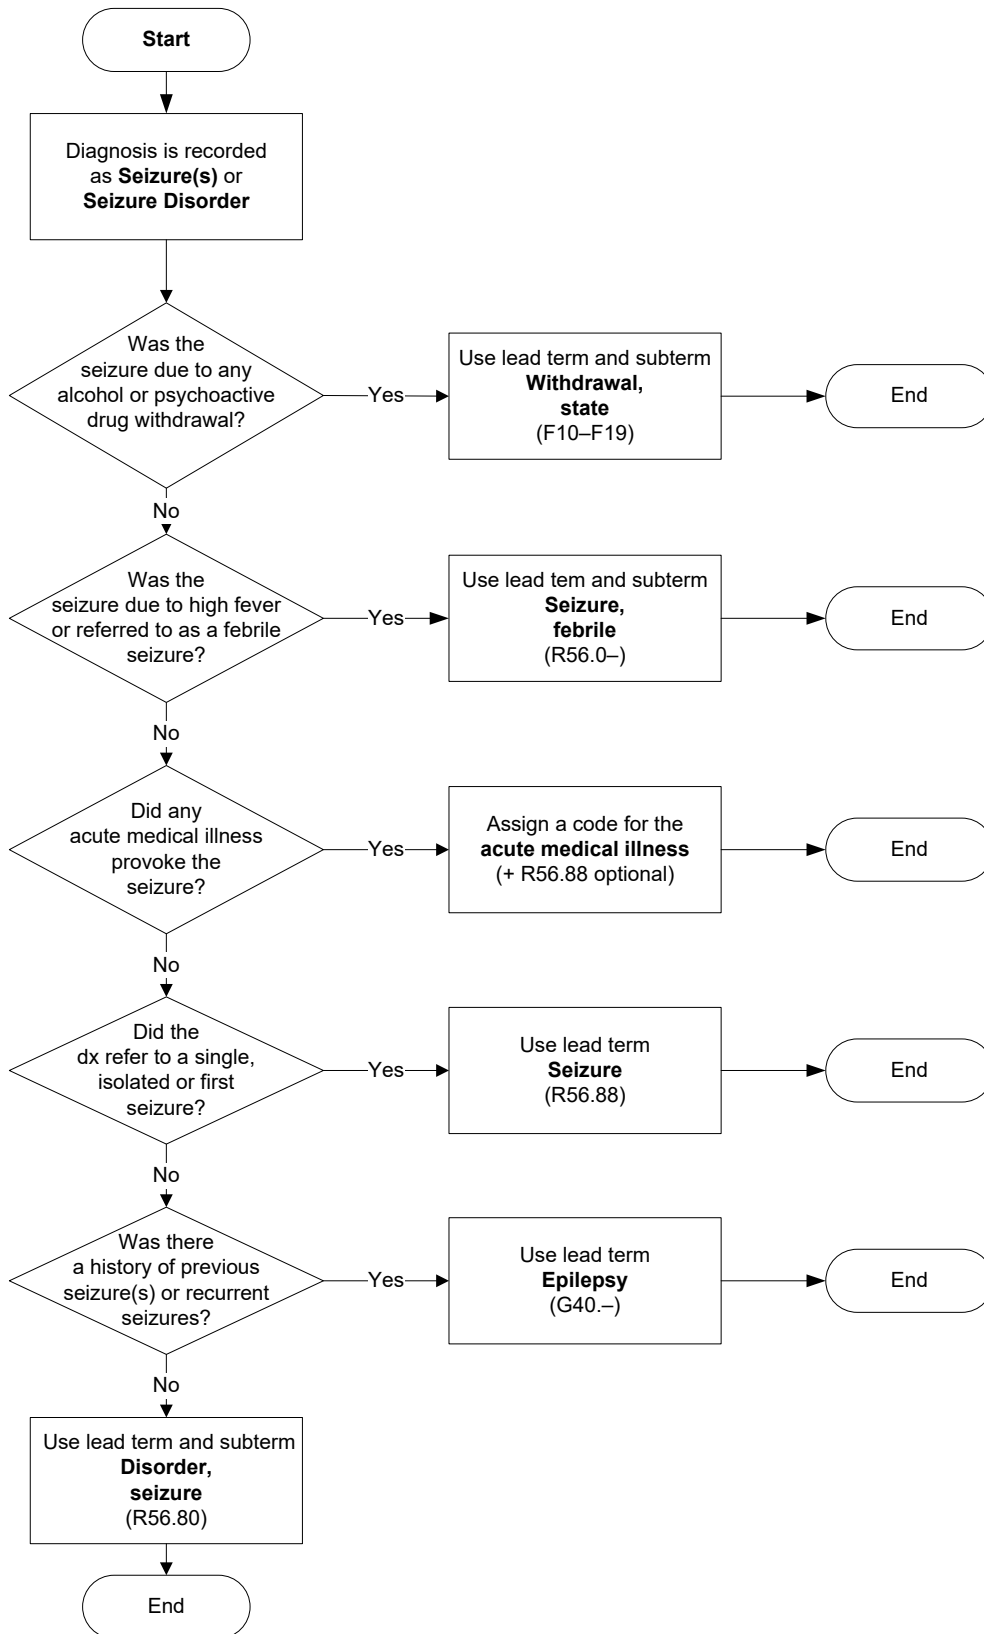 Start
Diagnosis is recorded
as Seizure(s) or
Seizure Disorder
Was the
seizure due to any
alcohol or psychoactive
drug withdrawal?
Yes
Use lead term and subterm
Withdrawal,
state
(F10–F19)
End
No
Was the
seizure due to high fever
or referred to as a febrile
seizure?
Yes
Use lead tem and subterm
Seizure,
febrile
(R56.0–)
End
No
Did any
acute medical illness
provoke the
seizure?
Yes
Assign a code for the
acute medical illness
(+ R56.88 optional)
End
No
Did the
dx refer to a single,
isolated or first
seizure?
Yes
Use lead term
Seizure
(R56.88)
End
No
Was there
a history of previous
seizure(s) or recurrent
seizures?
Yes
Use lead term
Epilepsy
(G40.–)
End
No
Use lead term and subterm
Disorder,
seizure
(R56.80)
End